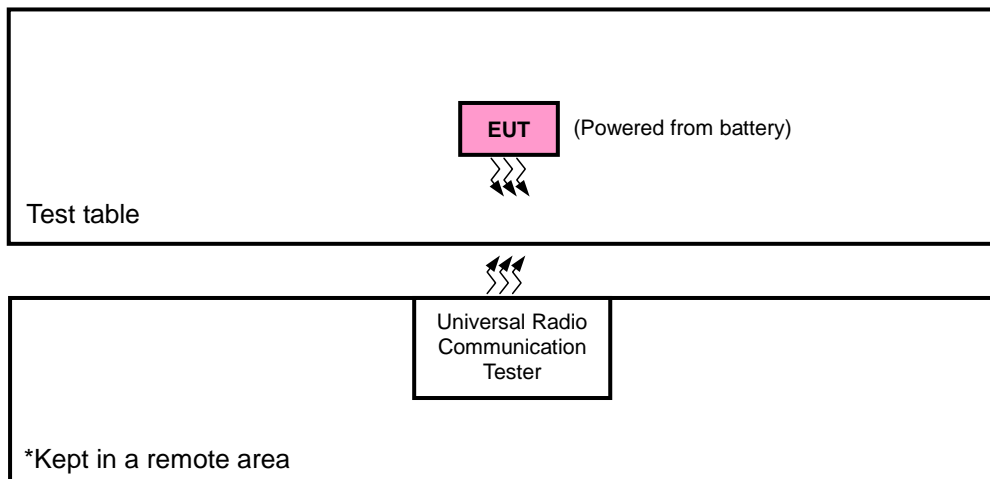 EUT
(Powered from battery)
Test table
Universal Radio
Communication
Tester
*Kept in a remote area